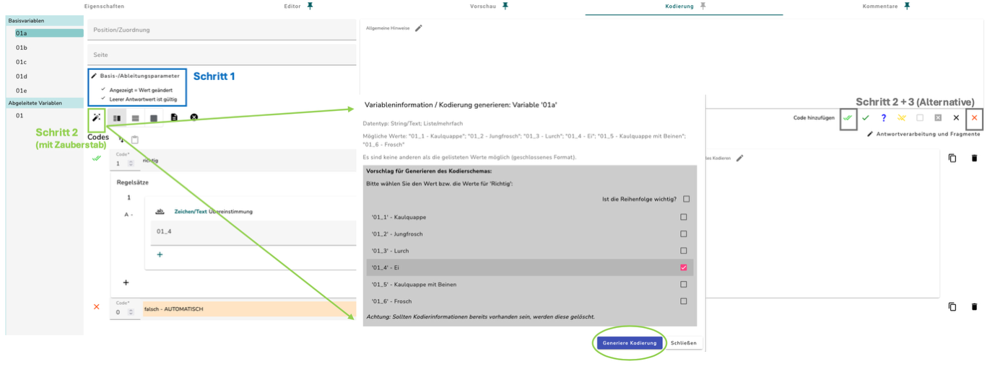 Eigenschaften
Editor
Vorschau
Kodierung
Kommentare
Basisvariablen
01a
01b
01c
01d
01e
Abgeleitete Variablen
01
Position/Zuordnung
Seite
Allgemeine Hinweise
Basis-/Ableitungsparameter
Angezeigt = Wert geändert
Leerer Antwortwert ist gültig
Schritt 1
Schritt 2
(mit Zauberstab)
Codes
Code*
1
richtig
Regelsätze
1
A -
Zeichen/Text Übereinstimmung
01_4
+
+
Code*
0
falsch - AUTOMATISCH
Variableninformation / Kodierung generieren: Variable '01a'
Datentyp: String/Text; Liste/mehrfach
Mögliche Werte: "01_1 - Kaulquappe"; "01_2 - Jungfrosch"; "01_3 - Lurch"; "01_4 - Ei"; "01_5 - Kaulquappe mit Beinen";
"01_6 - Frosch"
Es sind keine anderen als die gelisteten Werte möglich (geschlossenes Format).
Vorschlag für Generieren des Kodierschemas:
Bitte wählen Sie den Wert bzw. die Werte für 'Richtig':
Ist die Reihenfolge wichtig?
'01_1' - Kaulquappe
'01_2' - Jungfrosch
'01_3' - Lurch
'01_4' - Ei
'01_5' - Kaulquappe mit Beinen
'01_6' - Frosch
Achtung: Sollten Kodierinformationen bereits vorhanden sein, werden diese gelöscht.
Generiere Kodierung
Schließen
Schritt 2 + 3 (Alternative)
Code hinzufügen
?
Antwortverarbeitung und Fragmente
les Kodieren